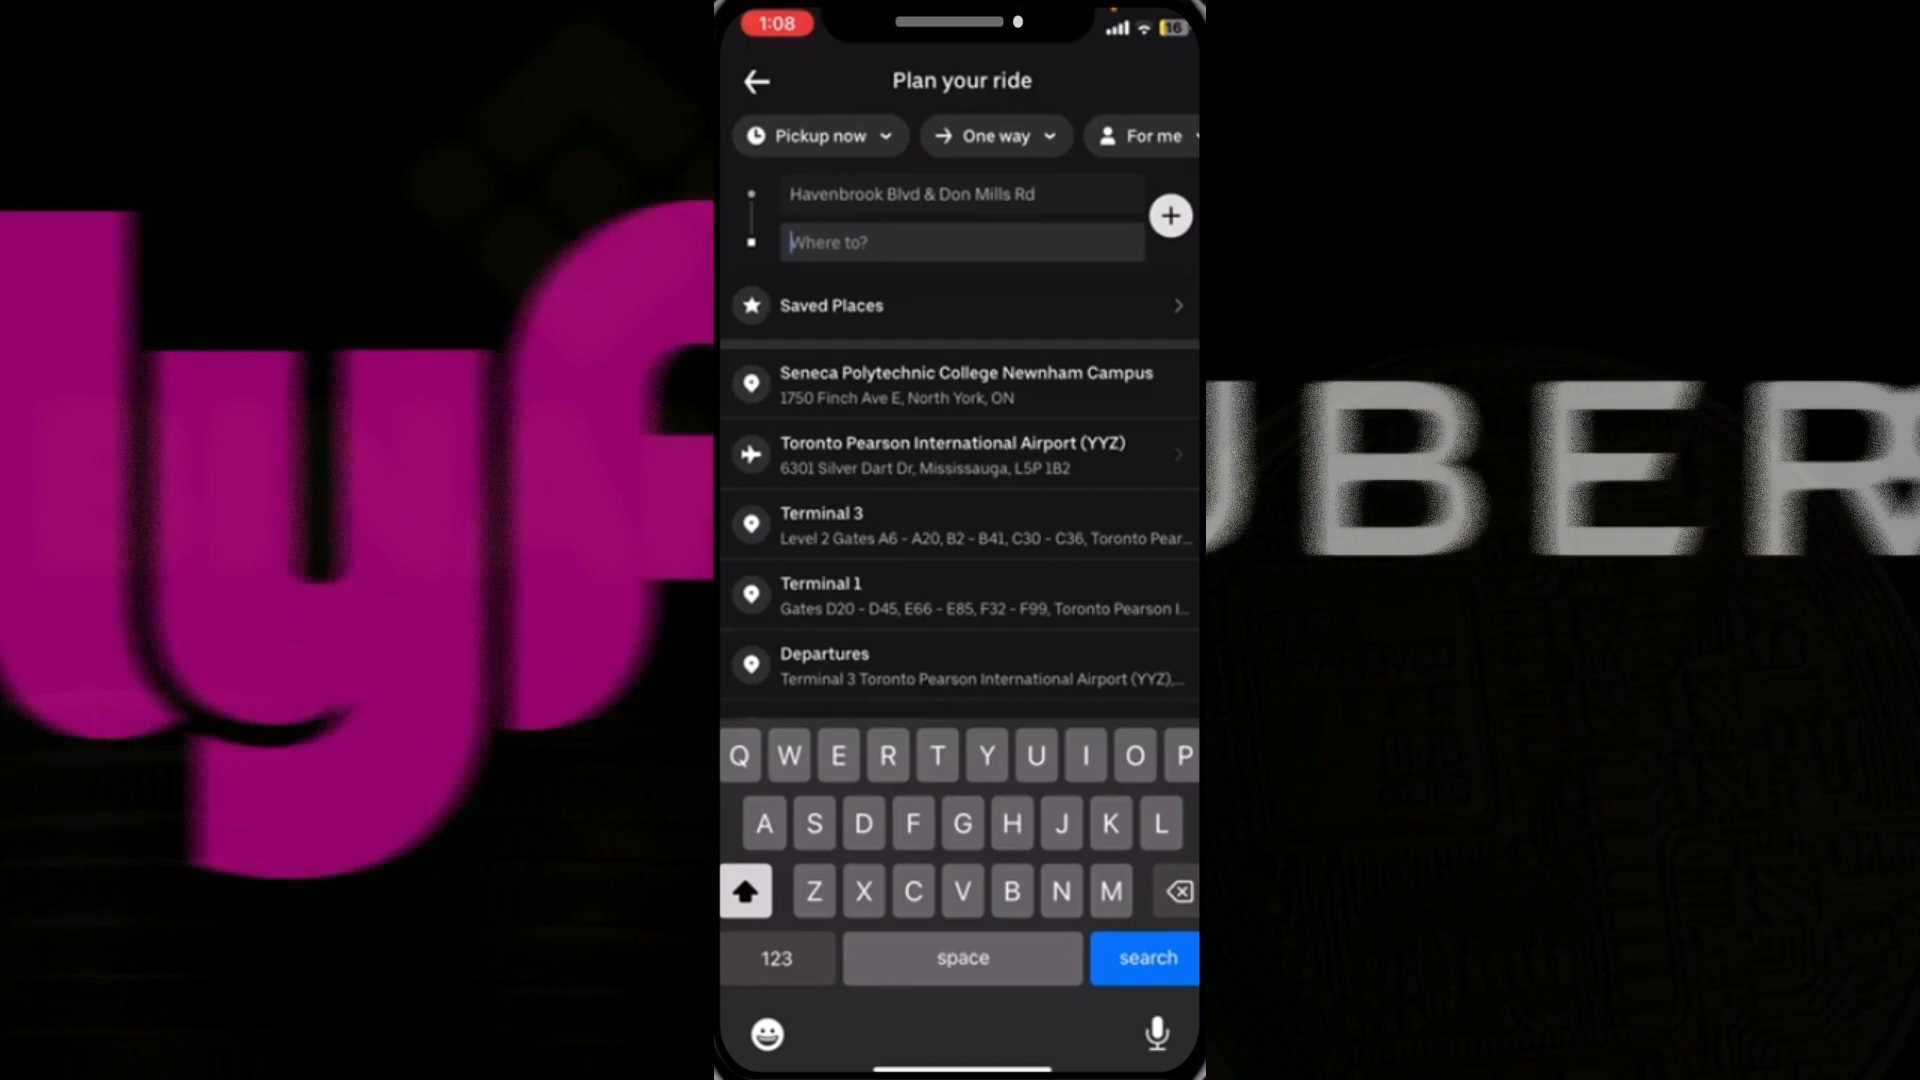 lyf
UBER
1:08
16
Plan your ride
Pickup now
One way
For me
Havenbrook Blvd & Don Mills Rd
Where to?
Saved Places
Seneca Polytechnic College Newnham Campus
1750 Finch Ave E, North York, ON
Toronto Pearson International Airport (YYZ)
6301 Silver Dart Dr, Mississauga, L5P 1B2
Terminal 3
Level 2 Gates A6 - A20, B2 - B41, C30 - C36, Toronto Pear...
Terminal 1
Gates D20 - D45, E66 - E85, F32 - F99, Toronto Pearson I...
Departures
Terminal 3 Toronto Pearson International Airport (YYZ),...
Q W E R T Y U I O P
A S D F G H J K L
Z X C V B N M
123 space search